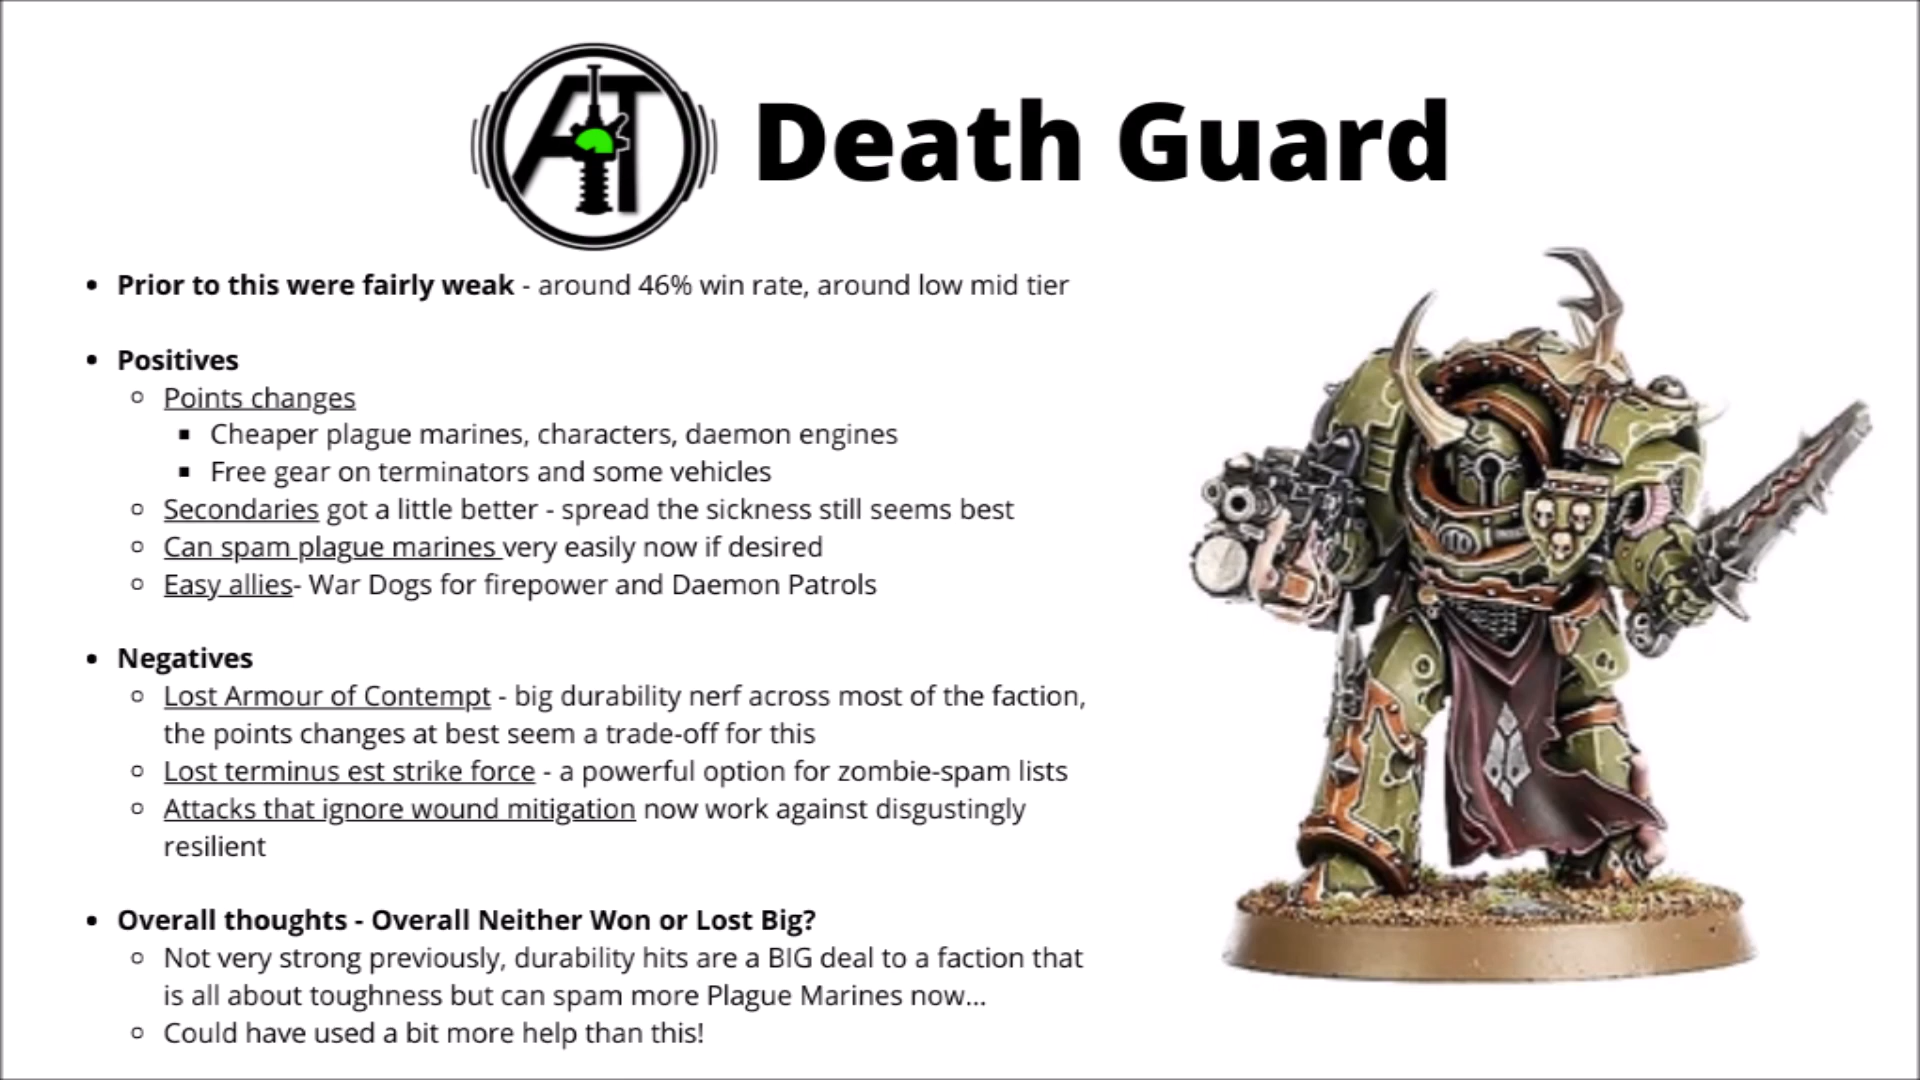 AT
Death Guard
• Prior to this were fairly weak - around 46% win rate, around low mid tier
• Positives
○ Points changes
▪ Cheaper plague marines, characters, daemon engines
▪ Free gear on terminators and some vehicles
○ Secondaries got a little better - spread the sickness still seems best
○ Can spam plague marines very easily now if desired
○ Easy allies- War Dogs for firepower and Daemon Patrols
• Negatives
○ Lost Armour of Contempt - big durability nerf across most of the faction,
the points changes at best seem a trade-off for this
○ Lost terminus est strike force - a powerful option for zombie-spam lists
○ Attacks that ignore wound mitigation now work against disgustingly
resilient
• Overall thoughts - Overall Neither Won or Lost Big?
○ Not very strong previously, durability hits are a BIG deal to a faction that
is all about toughness but can spam more Plague Marines now...
○ Could have used a bit more help than this!